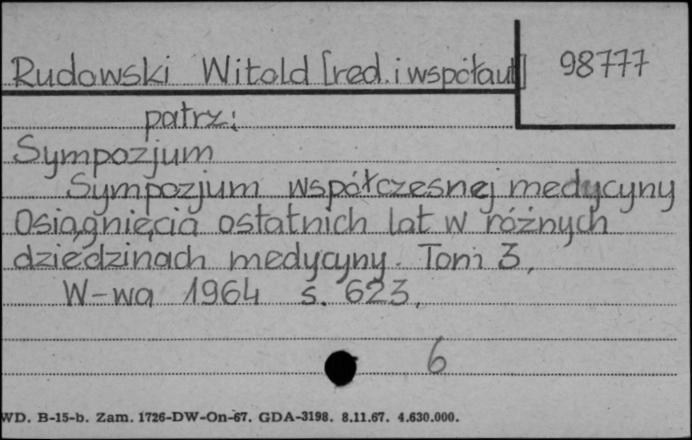 Rudowski Witold [red. i współaut]
98777
patrz:
Sympozjum
Sympozjum współczesnej medycyny
Osiągnięcia ostatnich lat w różnych
dziedzinach medycyny. Tom 3,
W-wa 1964 s. 623,
6
WD. B-15-b. Zam. 1726-DW-On-67. GDA-3198. 8.11.67. 4.630.000.